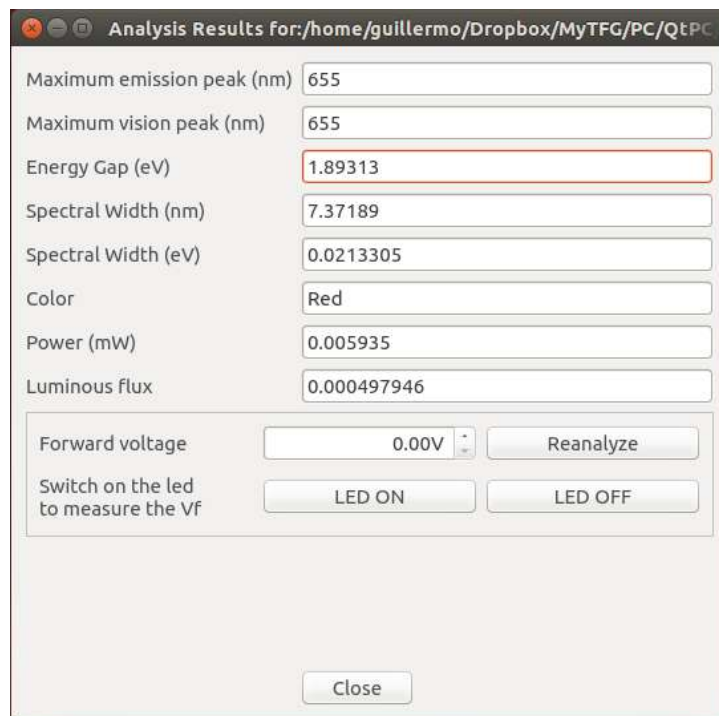 Analysis Results for:/home/guillermo/Dropbox/MyTFG/PC/QtPC
Maximum emission peak (nm) 655
Maximum vision peak (nm) 655
Energy Gap (eV) 1.89313
Spectral Width (nm) 7.37189
Spectral Width (eV) 0.0213305
Color Red
Power (mW) 0.005935
Luminous flux 0.000497946
Forward voltage 0.00V Reanalyze
Switch on the led
to measure the Vf LED ON LED OFF
Close